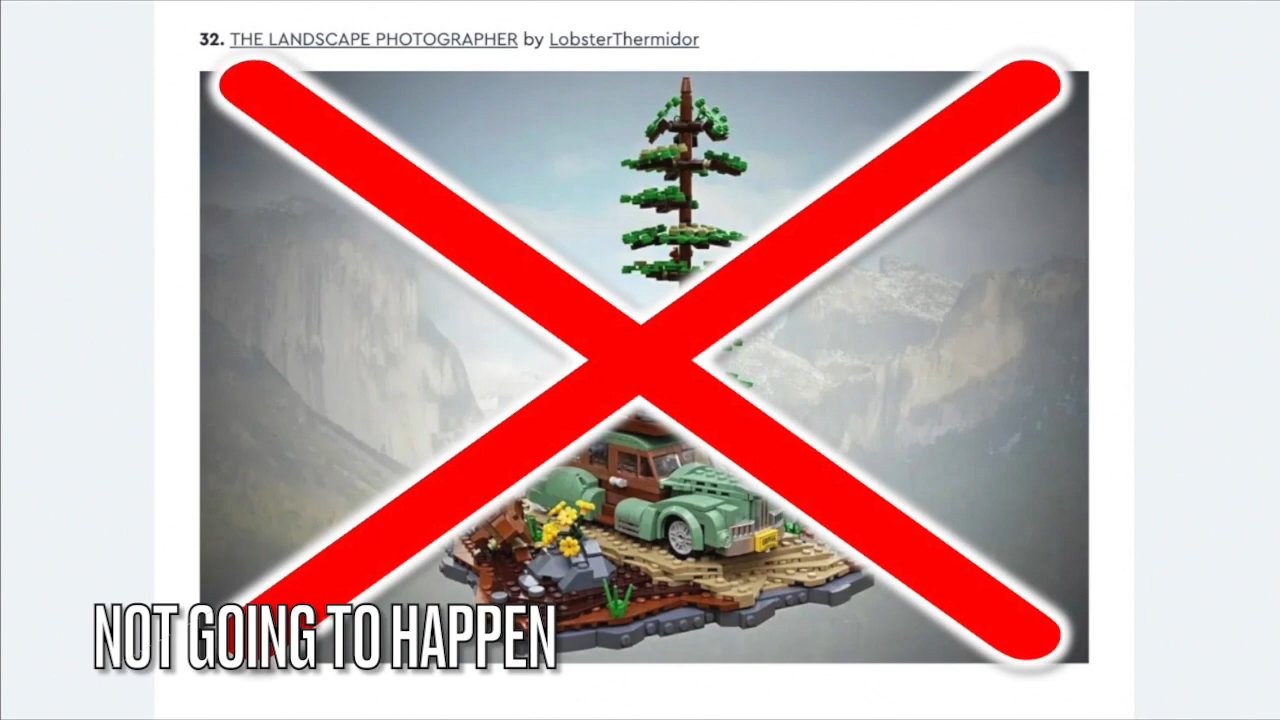 32. THE LANDSCAPE PHOTOGRAPHER by LobsterThermidor
NOT GOING TO HAPPEN